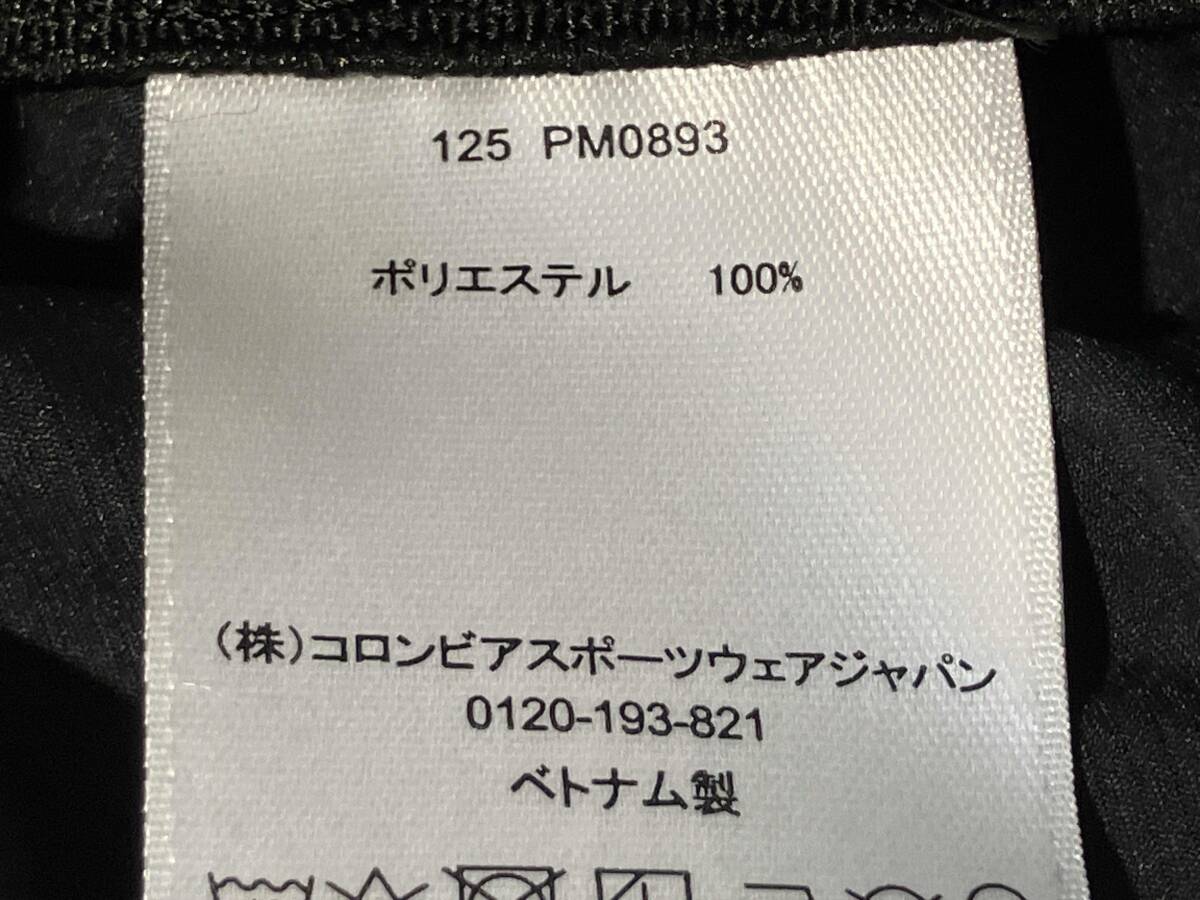 125 PM0893
ポリエステル 100%
(株)コロンビアスポーツウェアジャパン
0120-193-821
ベトナム製